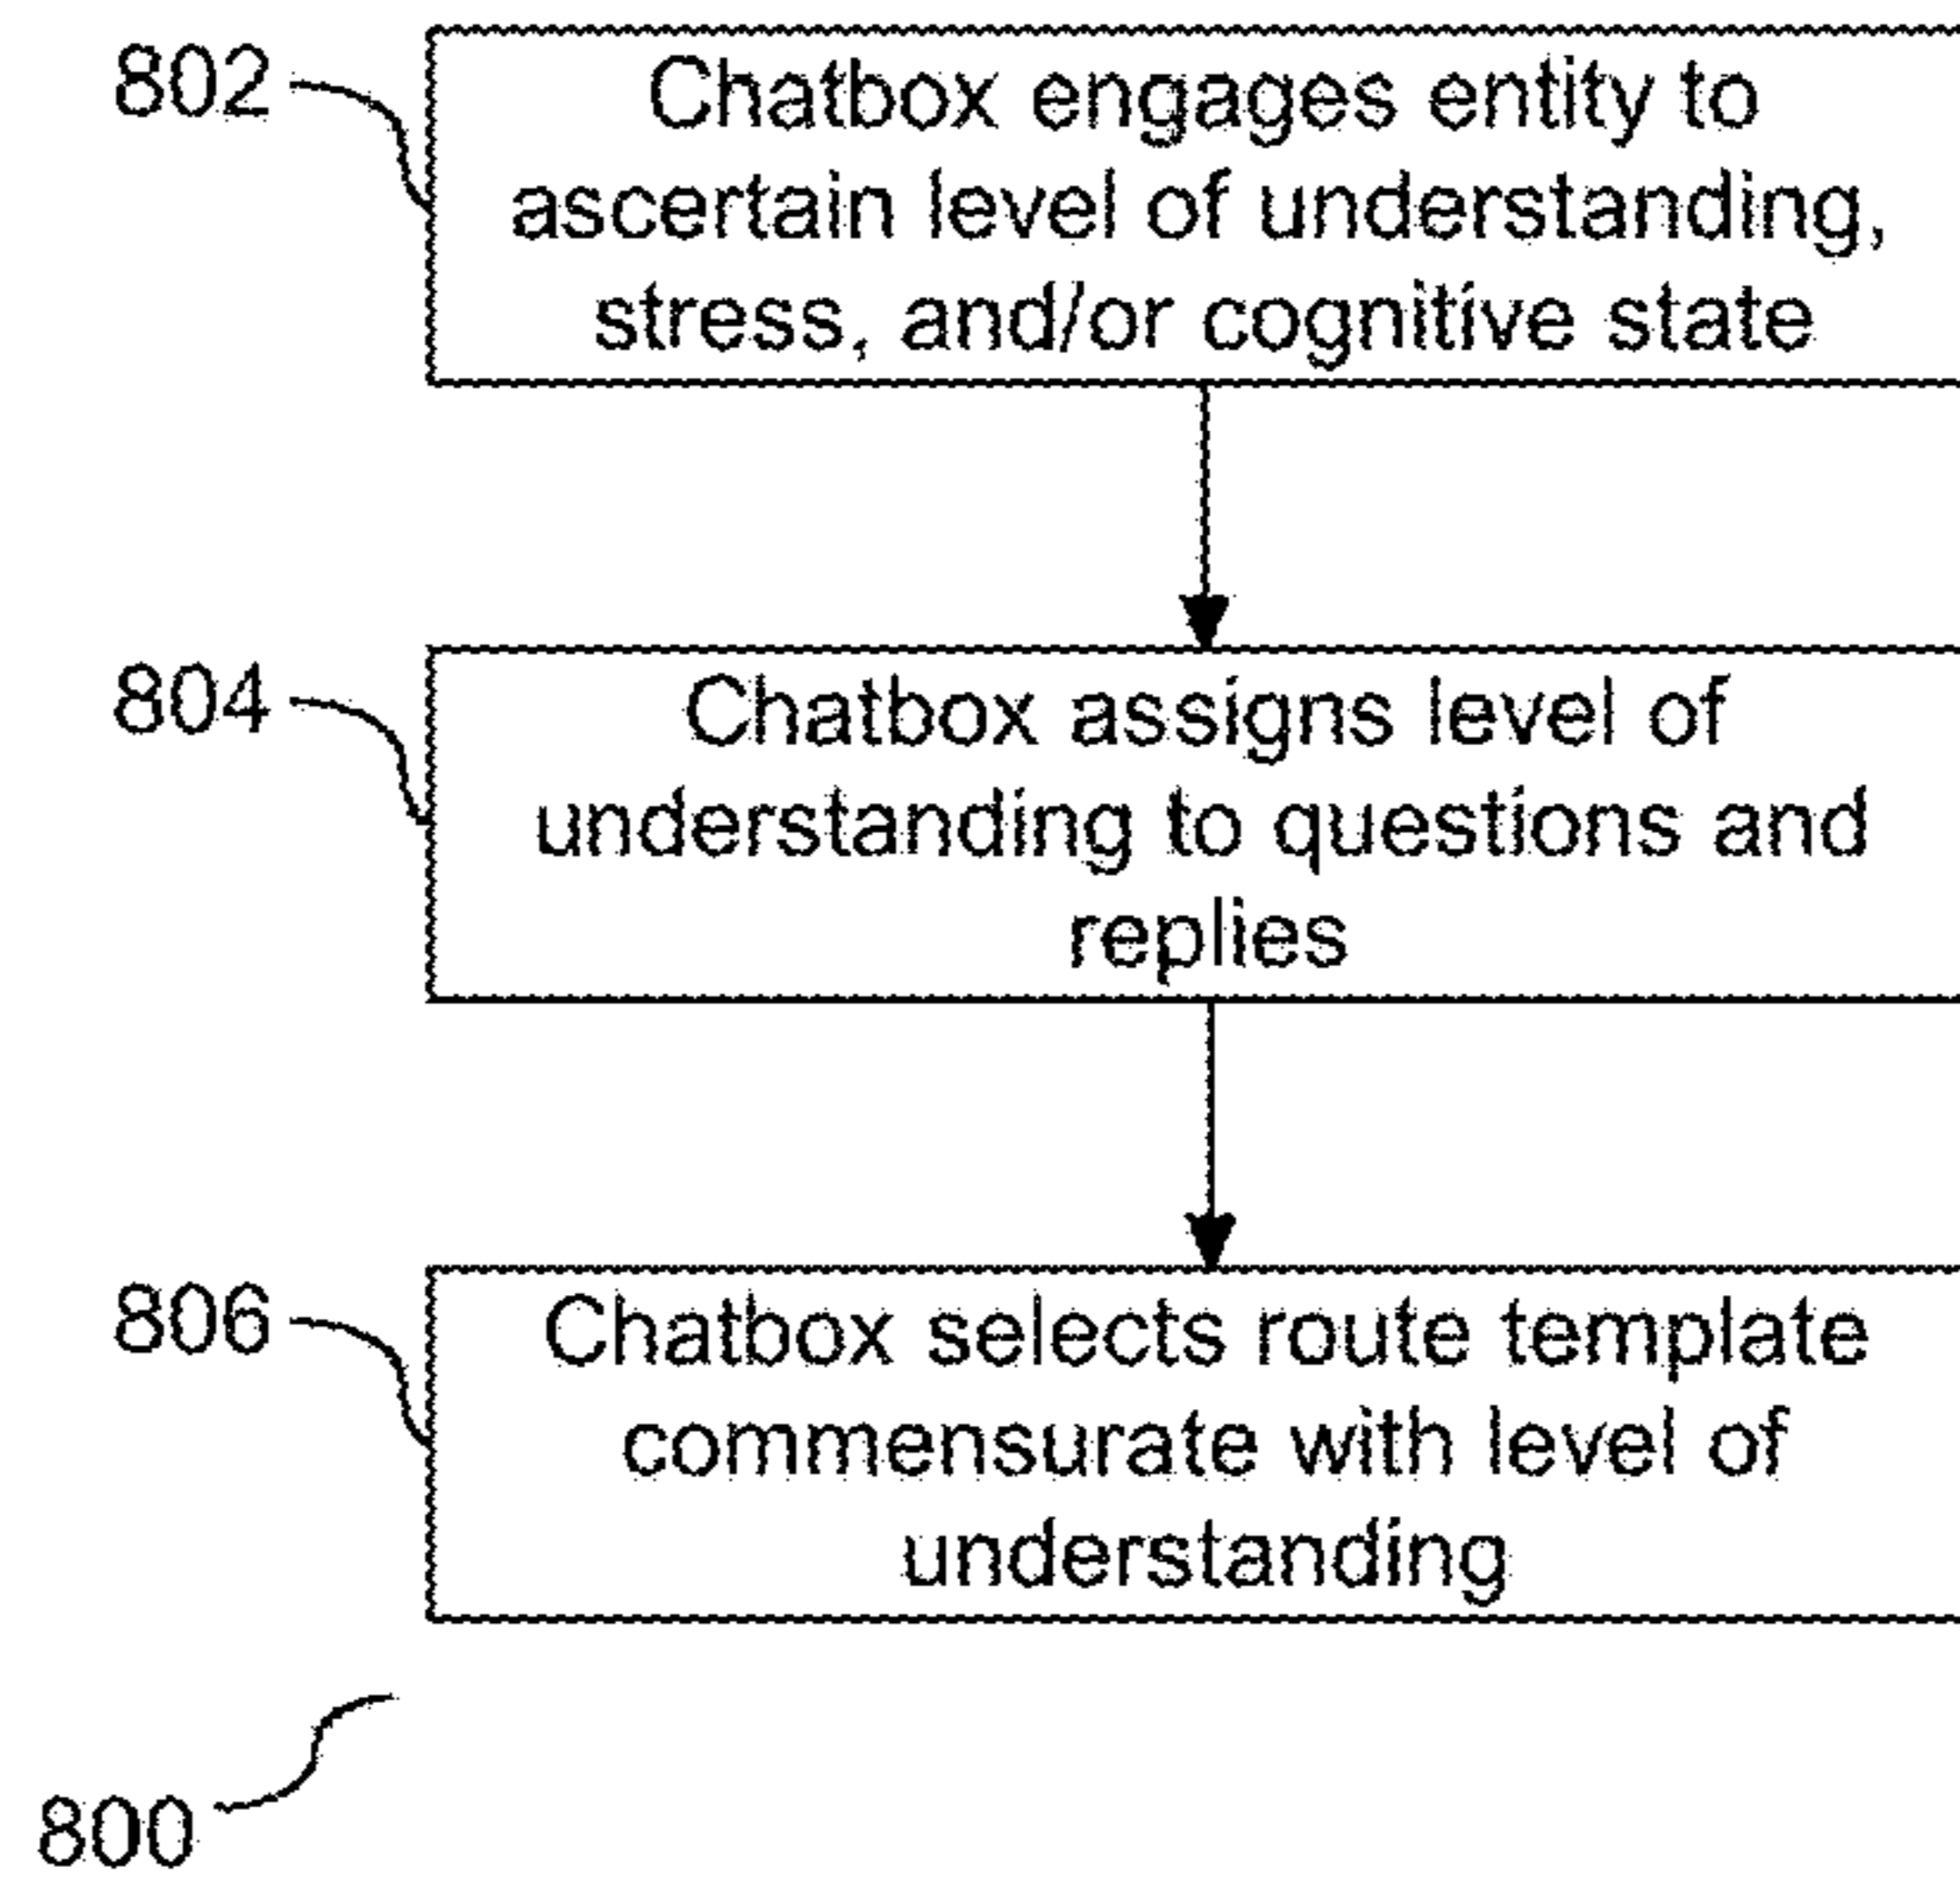 802
Chatbox engages entity to
ascertain level of understanding,
stress, and/or cognitive state
804
Chatbox assigns level of
understanding to questions and
replies
806
Chatbox selects route template
commensurate with level of
understanding
800